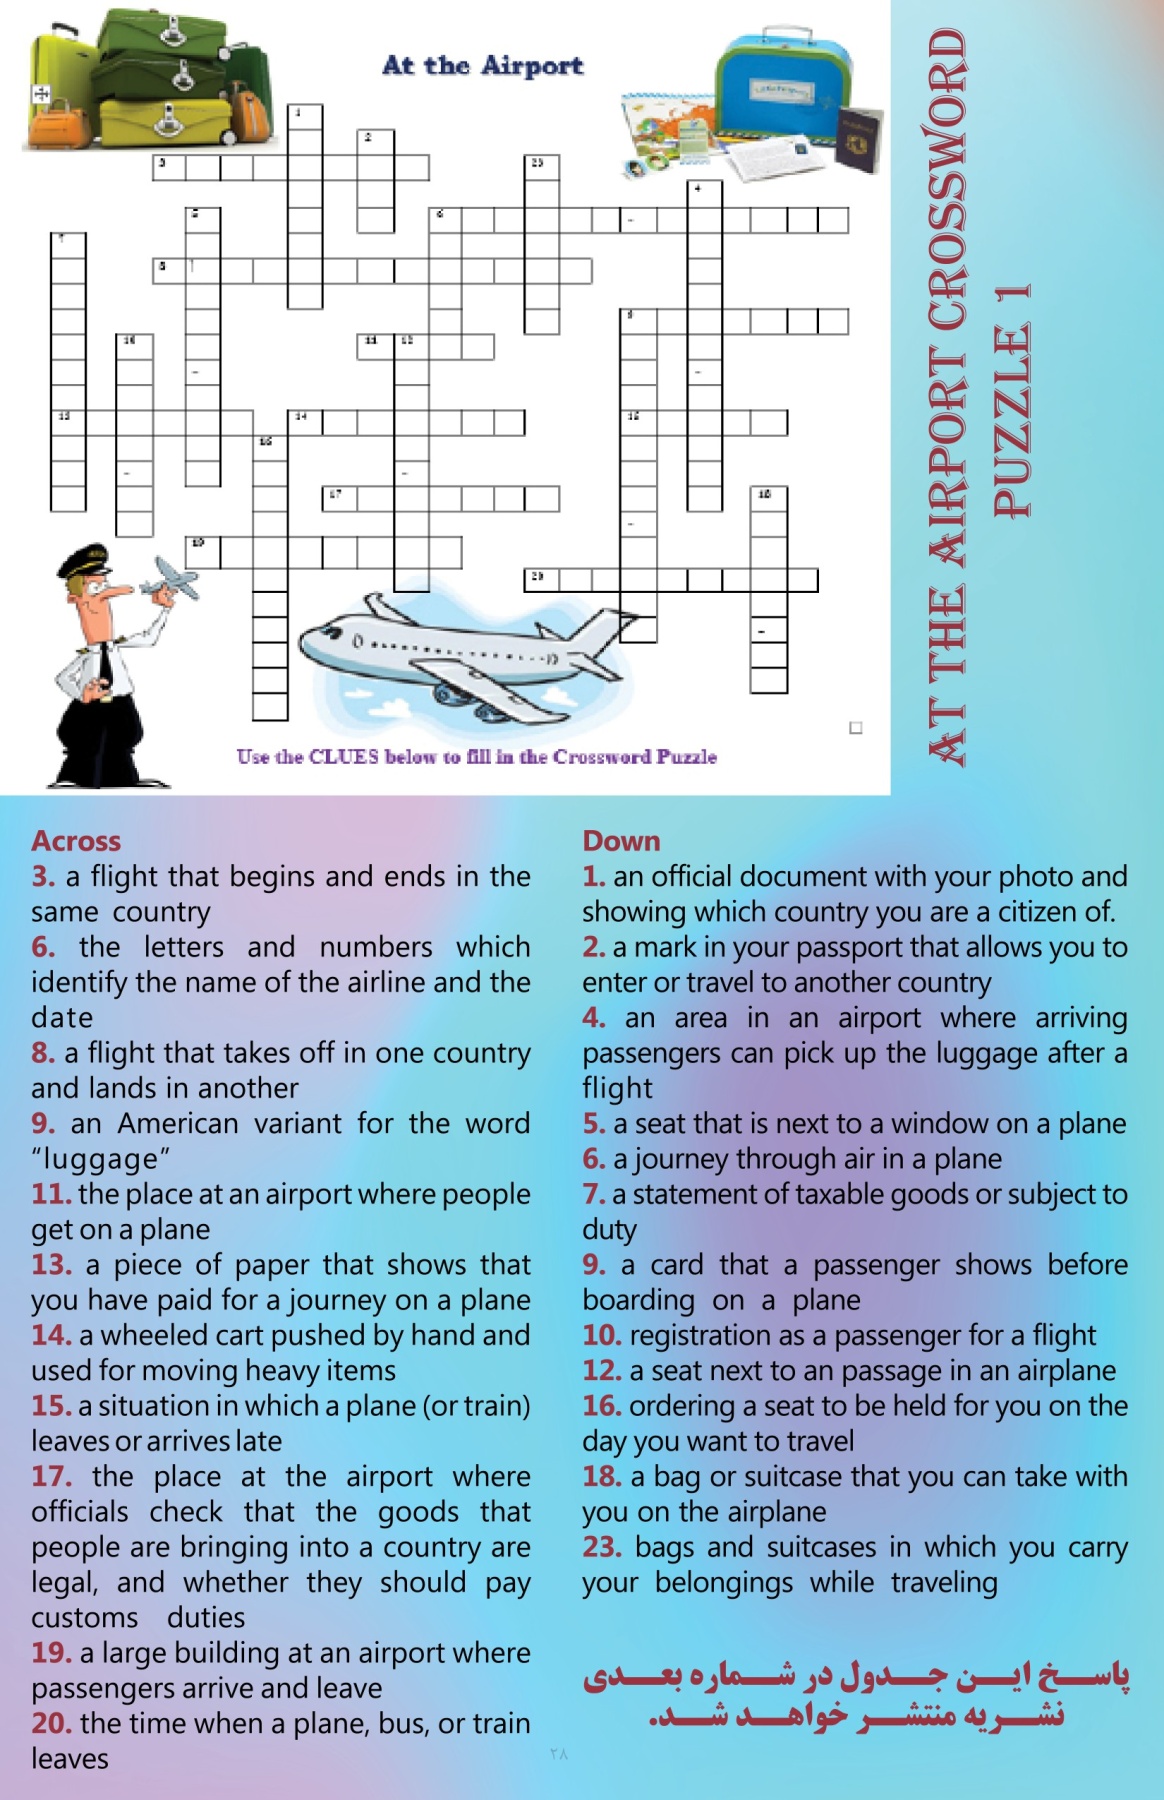 At the Airport
1
2
3
23
4
5
6
-
7
8
9
10
11
12
-
-
13
14
15
16
-
-
17
18
-
19
20
-
Use the CLUES below to fill in the Crossword Puzzle
AT THE AIRPORT CROSSWORD
PUZZLE 1
Across
3. a flight that begins and ends in the
same country
6. the letters and numbers which
identify the name of the airline and the
date
8. a flight that takes off in one country
and lands in another
9. an American variant for the word
“luggage”
11. the place at an airport where people
get on a plane
13. a piece of paper that shows that
you have paid for a journey on a plane
14. a wheeled cart pushed by hand and
used for moving heavy items
15. a situation in which a plane (or train)
leaves or arrives late
17. the place at the airport where
officials check that the goods that
people are bringing into a country are
legal, and whether they should pay
customs duties
19. a large building at an airport where
passengers arrive and leave
20. the time when a plane, bus, or train
leaves
Down
1. an official document with your photo and
showing which country you are a citizen of.
2. a mark in your passport that allows you to
enter or travel to another country
4. an area in an airport where arriving
passengers can pick up the luggage after a
flight
5. a seat that is next to a window on a plane
6. a journey through air in a plane
7. a statement of taxable goods or subject to
duty
9. a card that a passenger shows before
boarding on a plane
10. registration as a passenger for a flight
12. a seat next to an passage in an airplane
16. ordering a seat to be held for you on the
day you want to travel
18. a bag or suitcase that you can take with
you on the airplane
23. bags and suitcases in which you carry
your belongings while traveling
پاسخ این جدول در شماره بعدی
نشریه منتشر خواهد شد.
۲۸